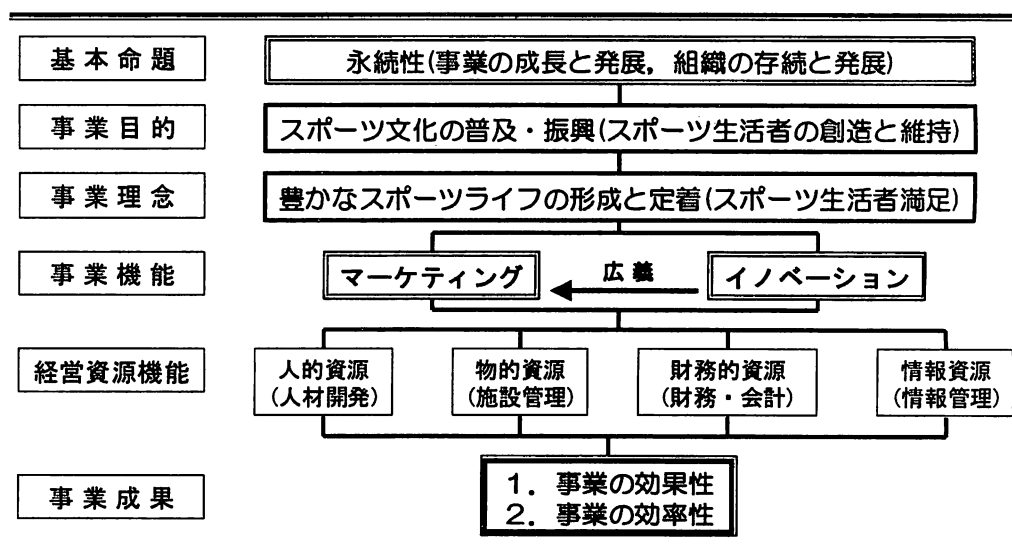 基本命題
永続性(事業の成長と発展，組織の存続と発展)
事業目的
スポーツ文化の普及・振興(スポーツ生活者の創造と維持)
事業理念
豊かなスポーツライフの形成と定着(スポーツ生活者満足)
事業機能
マーケティング
広義
イノベーション
経営資源機能
人的資源
(人材開発)
物的資源
(施設管理)
財務的資源
(財務・会計)
情報資源
(情報管理)
事業成果
1．事業の効果性
2．事業の効率性